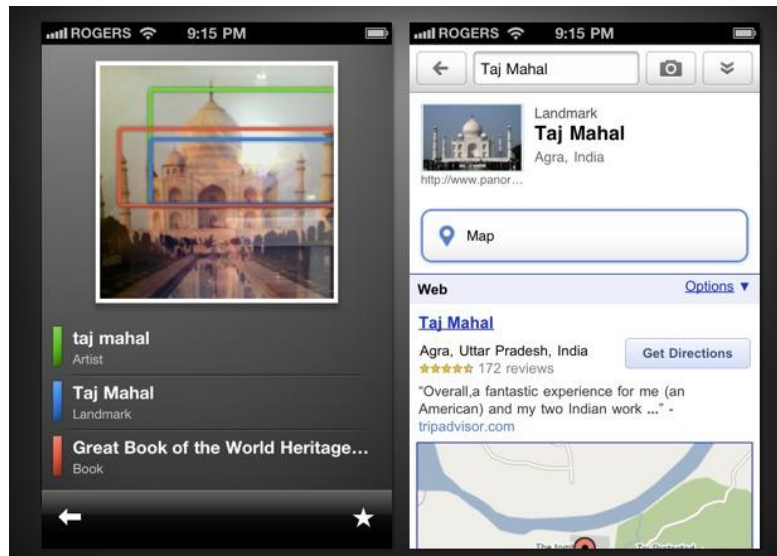 ROGERS 9:15 PM
taj mahal
Artist
Taj Mahal
Landmark
Great Book of the World Heritage...
Book
ROGERS 9:15 PM
Taj Mahal
Landmark
Taj Mahal
Agra, India
http://www.panor...
Map
Web Options ▼
Taj Mahal
Agra, Uttar Pradesh, India
172 reviews
Get Directions
"Overall,a fantastic experience for me (an
American) and my two Indian work ..." -
tripadvisor.com
The
Taj